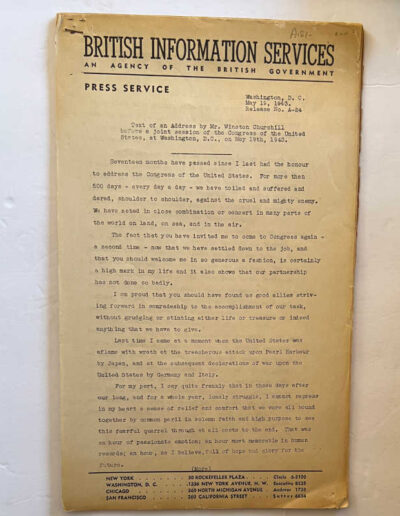 BRITISH INFORMATION SERVICES
AN AGENCY OF THE BRITISH GOVERNMENT
PRESS SERVICE
Washington, D. C.
May 19, 1943.
Release No. A-24
Text of an Address by Mr. Winston Churchill
before a joint session of the Congress of the United
States, at Washington, D.C., on May 19th, 1943.
Seventeen months have passed since I last had the honour
to address the Congress of the United States. For more than
500 days - every day a day - we have toiled and suffered and
dared, shoulder to shoulder, against the cruel and mighty enemy.
We have acted in close combination or concert in many parts of
the world on land, on sea, and in the air.
The fact that you have invited me to come to Congress again -
a second time - now that we have settled down to the job, and
that you should welcome me in so generous a fashion, is certainly
a high mark in my life and it also shows that our partnership
has not done so badly.
I am proud that you should have found us good allies striv-
ing forward in comradeship to the accomplishment of our task,
without grudging or stinting either life or treasure or indeed
anything that we have to give.
Last time I came at a moment when the United States was
aflame with wrath at the treacherous attack upon Pearl Harbour
by Japan, and at the subsequent declarations of war upon the
United States by Germany and Italy.
For my part, I say quite frankly that in those days after
our long, and for a whole year, lonely struggle, I cannot repress
in my heart a sense of relief and comfort that we were all bound
together by common peril in solemn faith and high purpose to see
this fearful quarrel through at all costs to the end. That was
an hour of passionate emotion; an hour most memorable in human
records; an hour, as I believe, full of hope and glory for the
future.
(More)
NEW YORK . . . . . . 30 ROCKEFELLER PLAZA . . . . Circle 6-5100
WASHINGTON, D. C. . . . 1336 NEW YORK AVENUE, N. W. Executive 8525
CHICAGO . . . . . 360 NORTH MICHIGAN AVENUE . Andover 1733
SAN FRANCISCO . . . . 260 CALIFORNIA STREET . . Sutter 6634